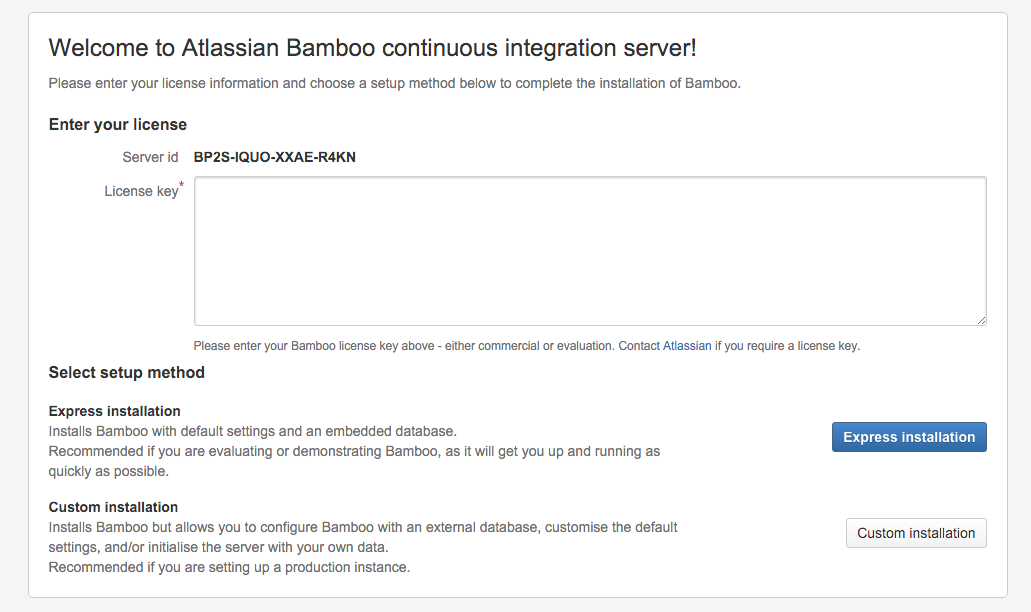 Welcome to Atlassian Bamboo continuous integration server!
Please enter your license information and choose a setup method below to complete the installation of Bamboo.
Enter your license
Server id BP2S-IQUO-XXAE-R4KN
License key*
Please enter your Bamboo license key above - either commercial or evaluation. Contact Atlassian if you require a license key.
Select setup method
Express installation
Installs Bamboo with default settings and an embedded database.
Recommended if you are evaluating or demonstrating Bamboo, as it will get you up and running as
quickly as possible.
Express installation
Custom installation
Installs Bamboo but allows you to configure Bamboo with an external database, customise the default
settings, and/or initialise the server with your own data.
Recommended if you are setting up a production instance.
Custom installation